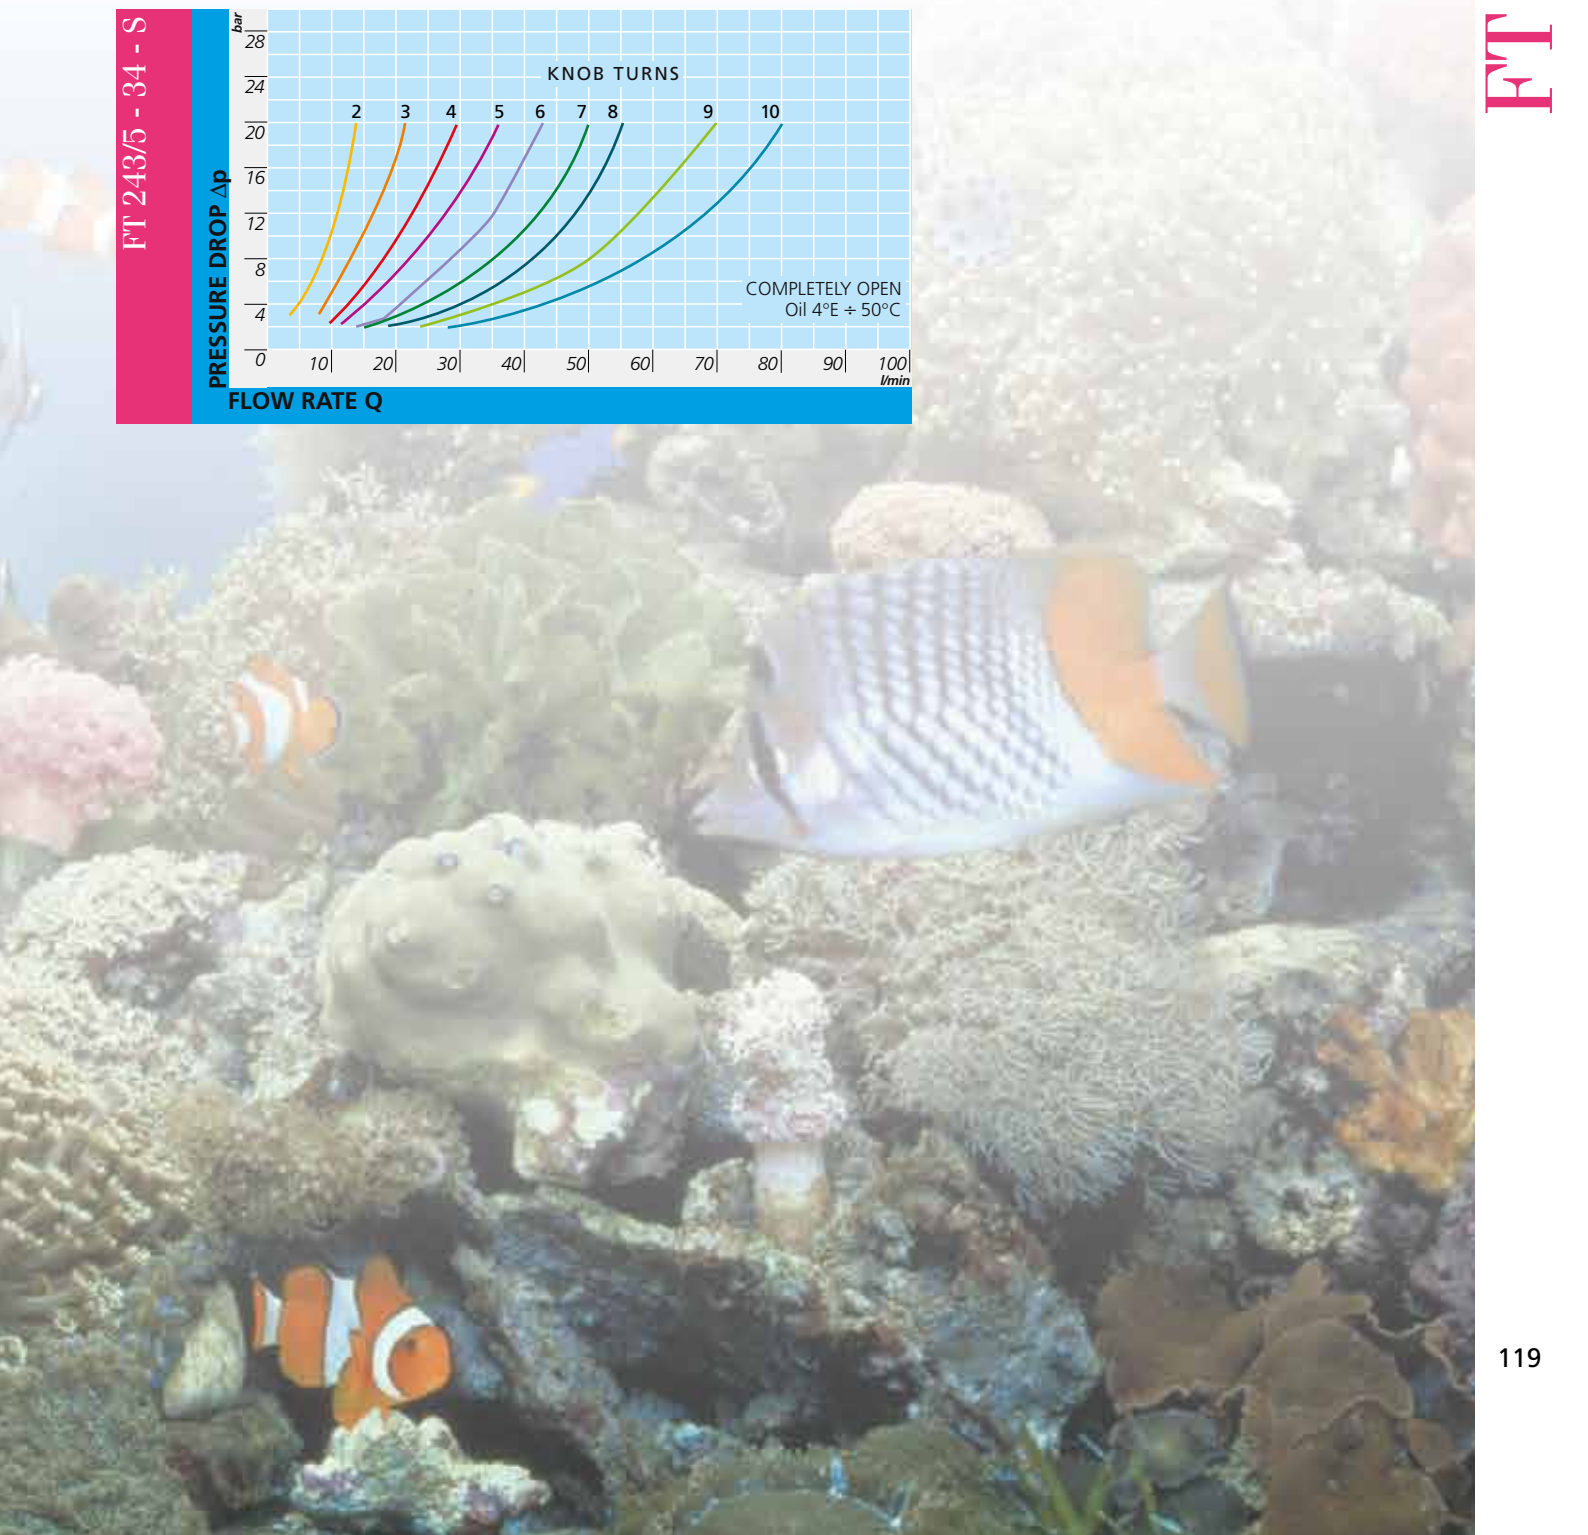 FT 243/5 - 34 - S
FT
bar
28
24
20
16
12
8
4
0
PRESSURE DROP Δp
KNOB TURNS
2 3 4 5 6 7 8 9 10
COMPLETELY OPEN
Oil 4°E ÷ 50°C
10 20 30 40 50 60 70 80 90 100
l/min
FLOW RATE Q
119